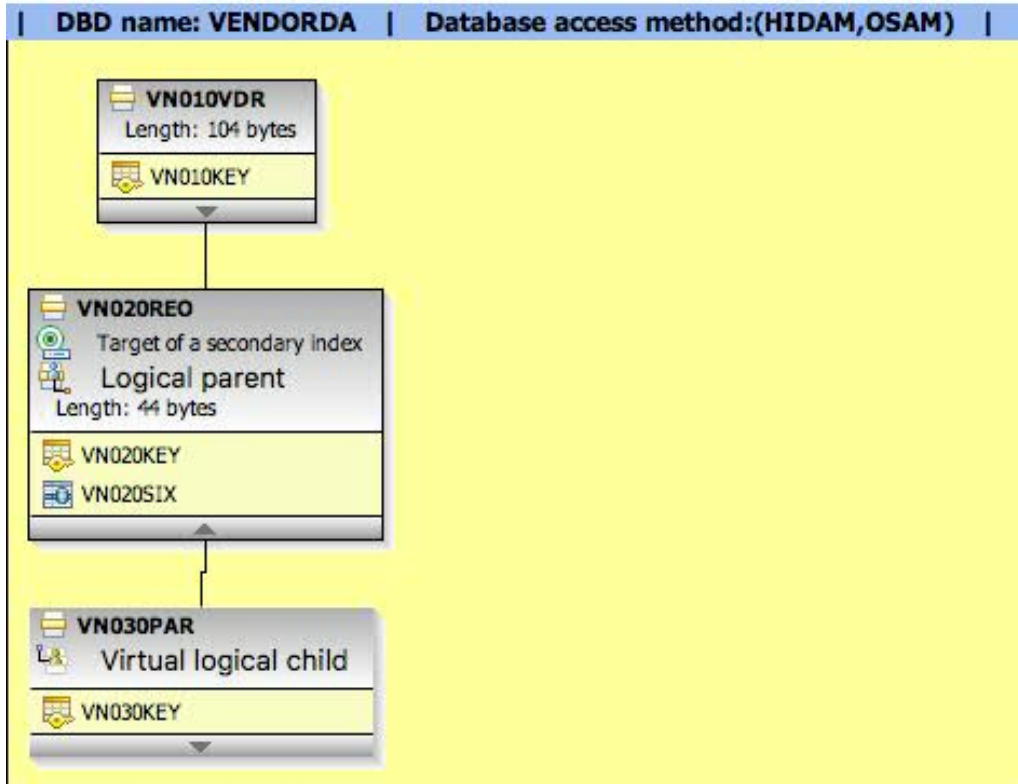 | DBD name: VENDORDA | Database access method:(HIDAM,OSAM) |
VN010VDR
Length: 104 bytes
VN010KEY
VN020REO
Target of a secondary index
Logical parent
Length: 44 bytes
VN020KEY
VN020SIX
VN030PAR
Virtual logical child
VN030KEY